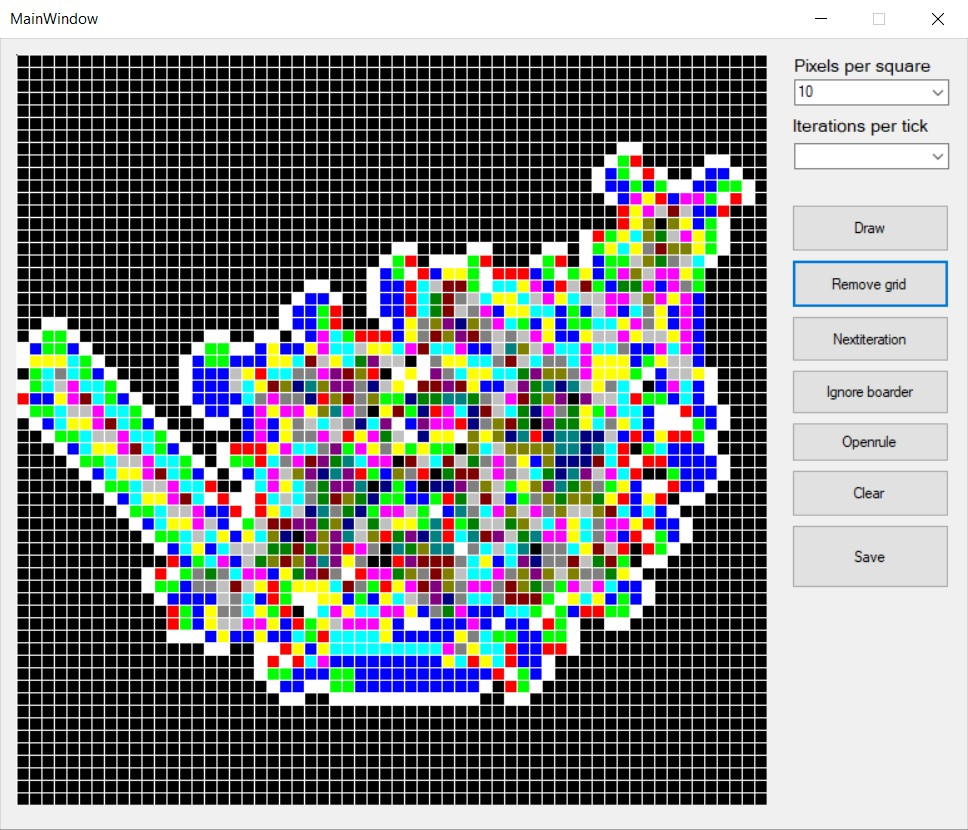 MainWindow
Pixels per square
10
Iterations per tick
Draw
Remove grid
Nextiteration
Ignore boarder
Openrule
Clear
Save